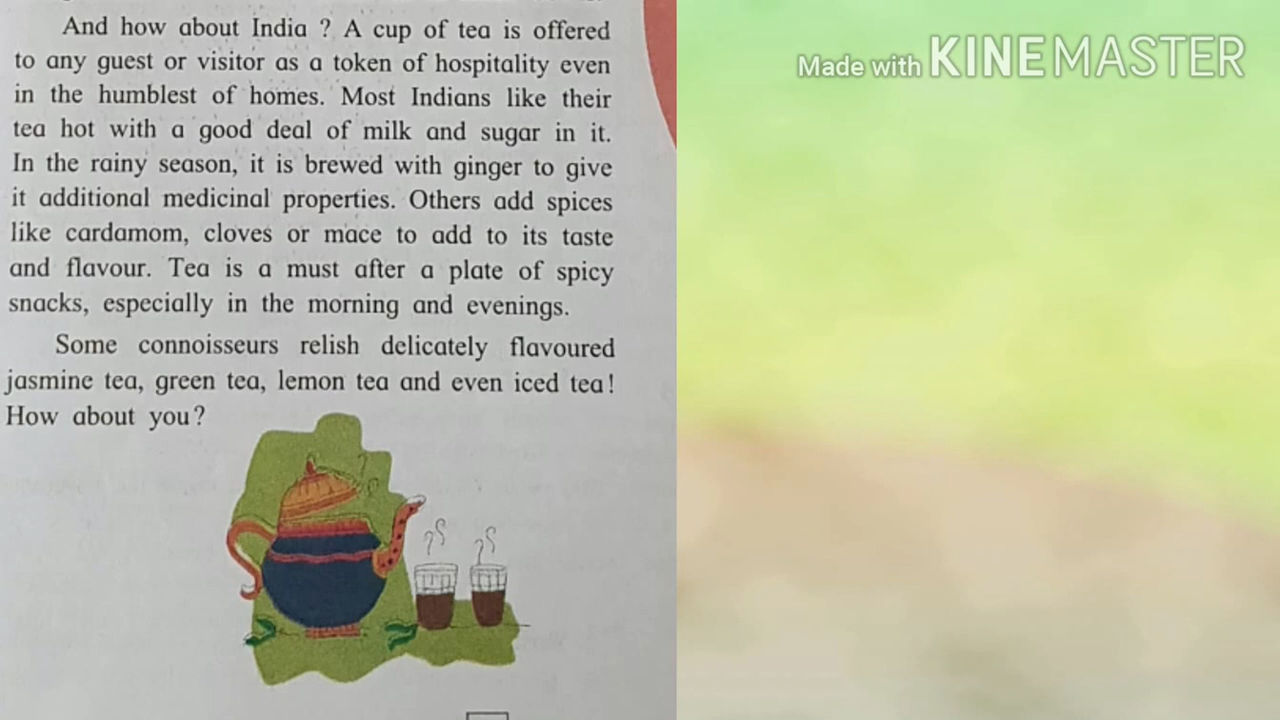 And how about India ? A cup of tea is offered
to any guest or visitor as a token of hospitality even
in the humblest of homes. Most Indians like their
tea hot with a good deal of milk and sugar in it.
In the rainy season, it is brewed with ginger to give
it additional medicinal properties. Others add spices
like cardamom, cloves or mace to add to its taste
and flavour. Tea is a must after a plate of spicy
snacks, especially in the morning and evenings.
Some connoisseurs relish delicately flavoured
jasmine tea, green tea, lemon tea and even iced tea!
How about you?
Made with KINEMASTER